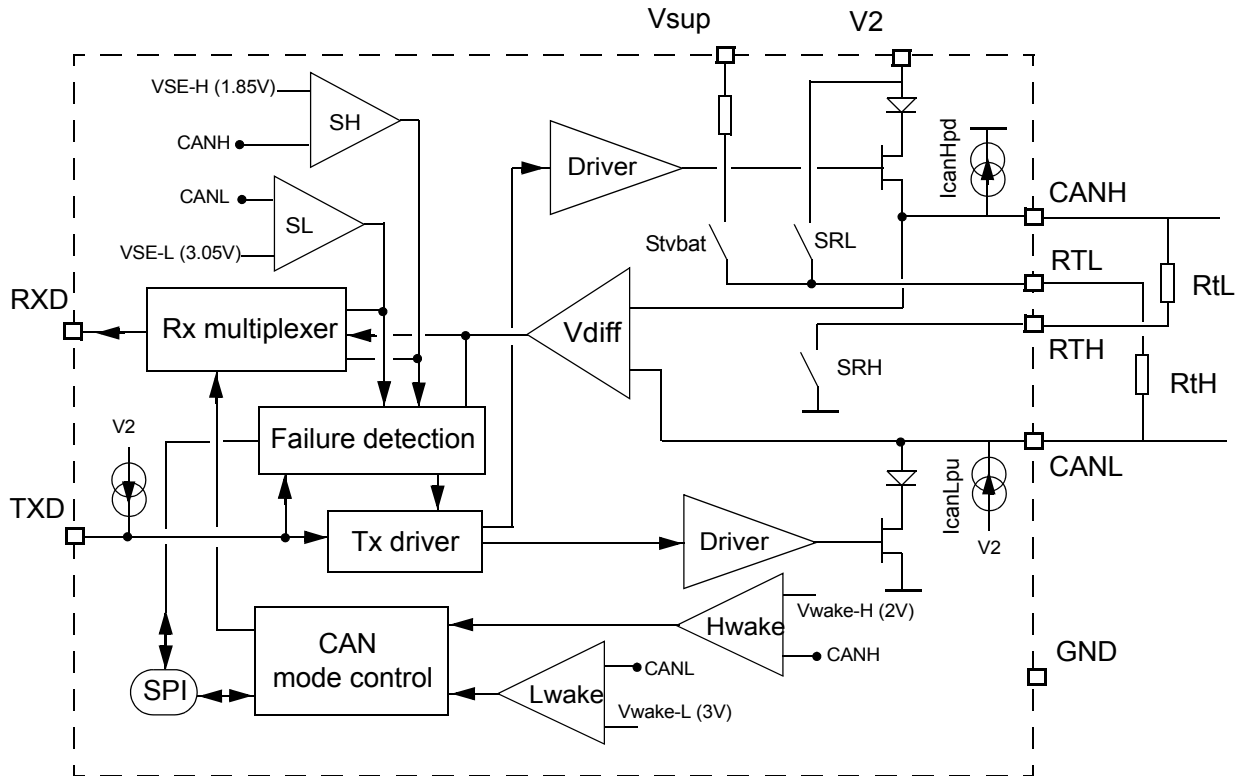 Vsup
V2
VSE-H (1.85V)
SH
CANH
CANL
SL
VSE-L (3.05V)
Driver
IcanHpd
CANH
Stvbat
SRL
RTL
RtL
RXD
Rx multiplexer
Vdiff
RTH
SRH
RtH
V2
Failure detection
CANL
TXD
Tx driver
Driver
IcanLpu
V2
Vwake-H (2V)
Hwake
CANH
CAN
mode control
CANL
Lwake
Vwake-L (3V)
SPI
GND